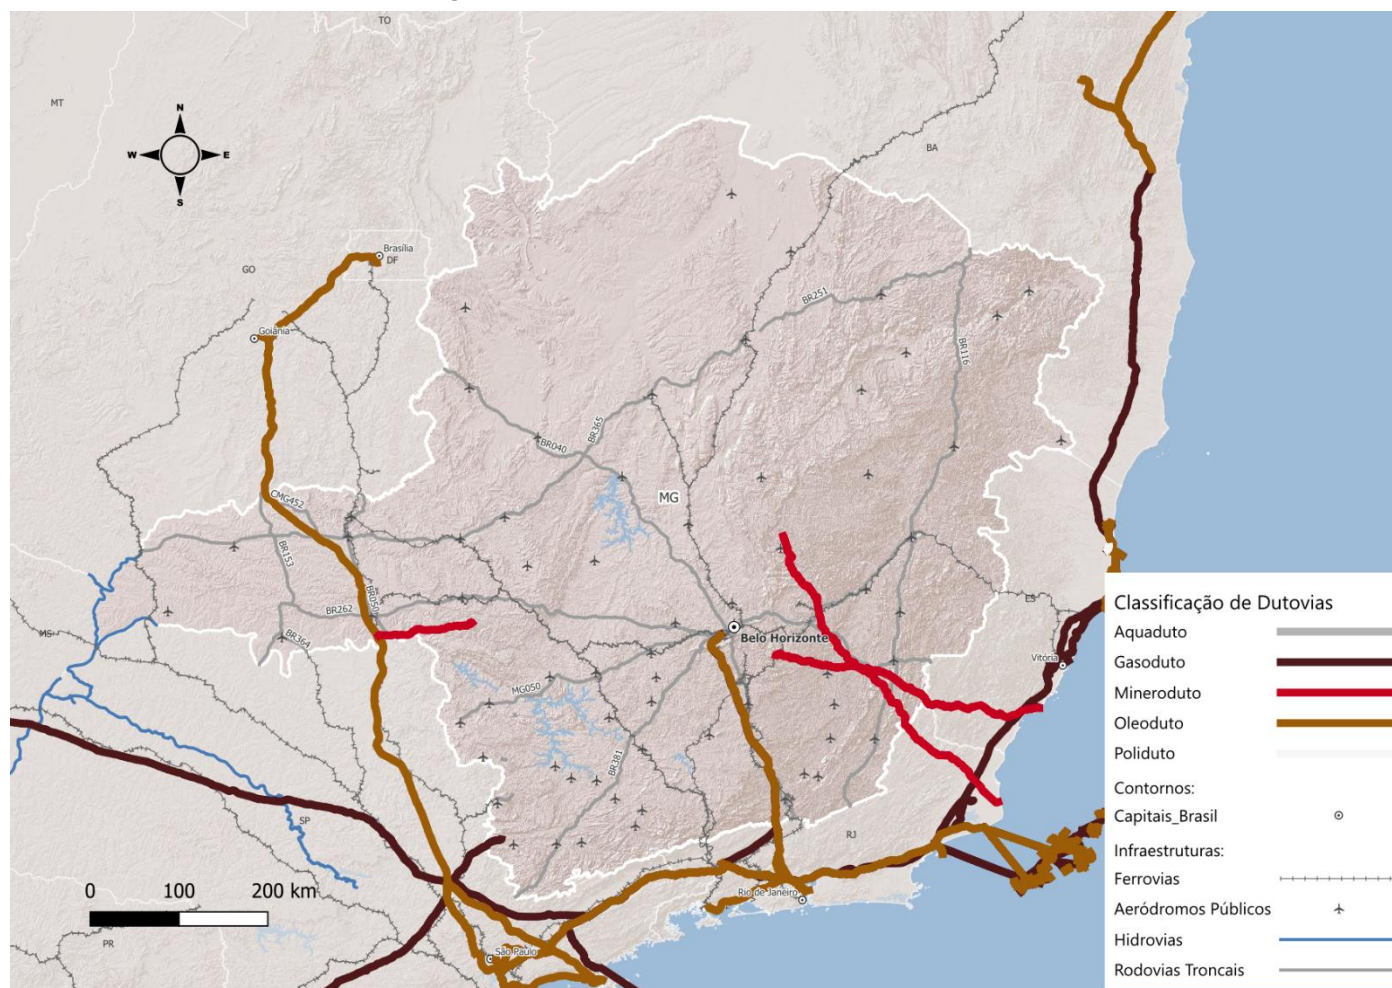 TO
MT
N
W
E
S
BA
Brasília
DF
GO
Goiânia
BR251
BR116
BR365
BR040
MG
CMG452
BR153
BR050
BR262
BR364
MS
Belo Horizonte
ES
Vitória
MG050
BR381
SP
RJ
Rio de Janeiro
São Paulo
PR
0 100 200 km
Classificação de Dutovias
Aquaduto
Gasoduto
Mineroduto
Oleoduto
Poliduto
Contornos:
Capitais_Brasil
Infraestruturas:
Ferrovias
Aeródromos Públicos
Hidrovias
Rodovias Troncais